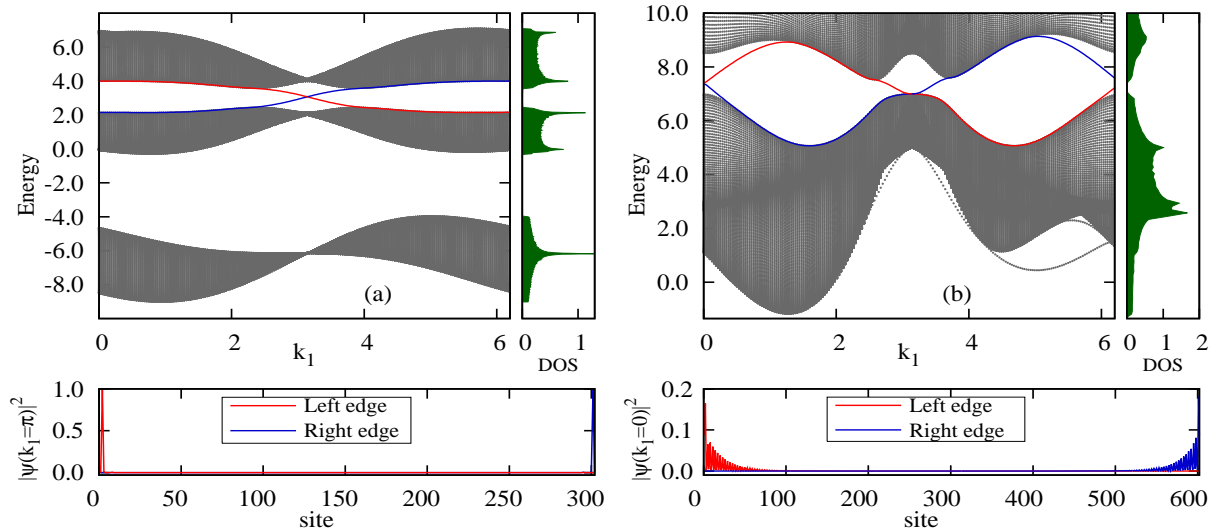 6.0
4.0
2.0
0.0
-2.0
-4.0
-6.0
-8.0
Energy
(a)
0 2 4 6
k1
0 1
DOS
10.0
8.0
6.0
4.0
2.0
0.0
Energy
(b)
0 2 4 6
k1
0 1 2
DOS
1.0
0.5
0.0
|ψ(k1=π)|²
Left edge
Right edge
0 50 100 150 200 250 300
site
0.2
0.1
0.0
|ψ(k1=0)|²
Left edge
Right edge
0 100 200 300 400 500 600
site